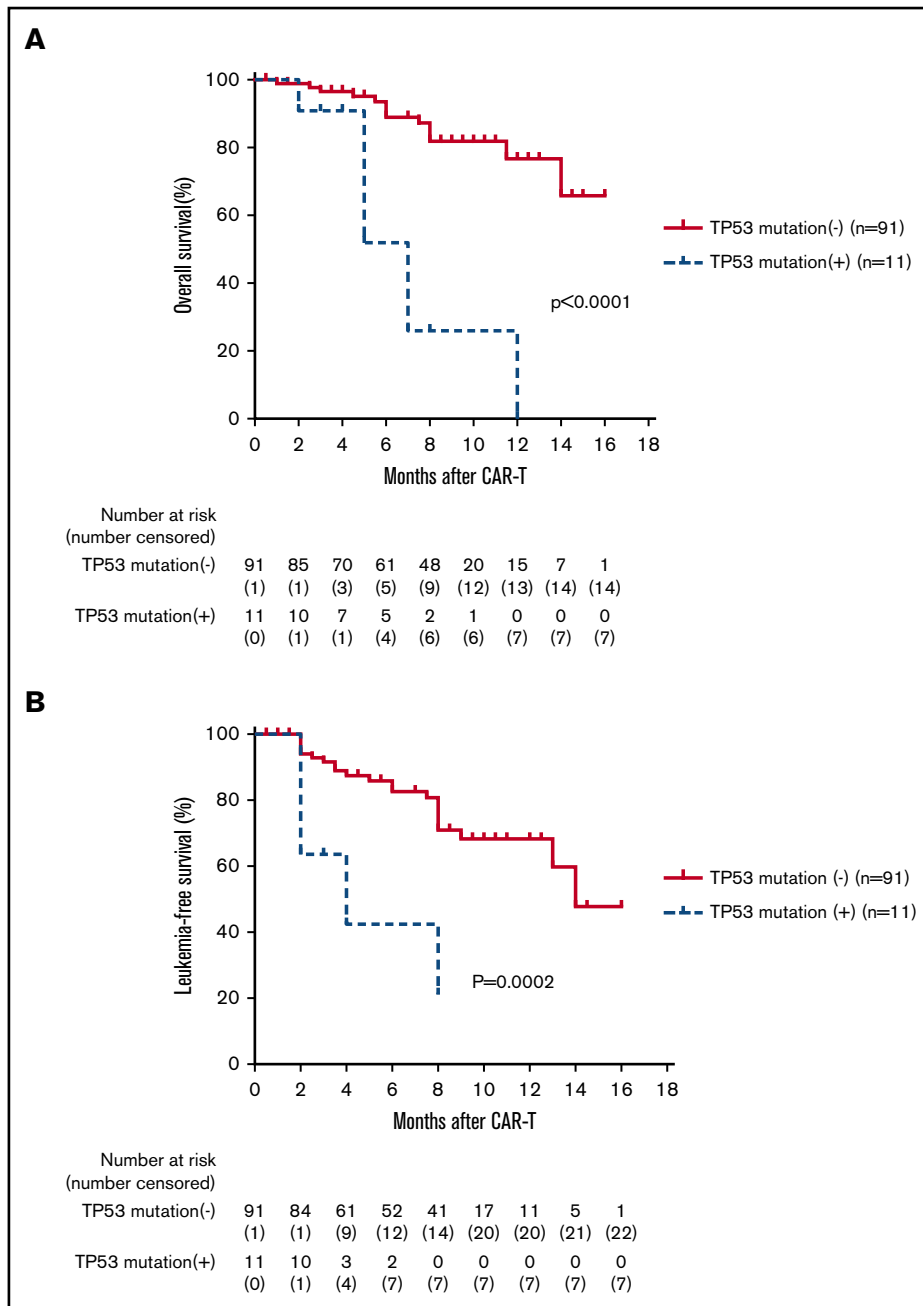 A
100
80
60
40
20
0
Overall survival(%)
TP53 mutation(-) (n=91)
TP53 mutation(+) (n=11)
p<0.0001
0 2 4 6 8 10 12 14 16 18
Months after CAR-T
Number at risk
(number censored)
TP53 mutation(-) 91 85 70 61 48 20 15 7 1
(1) (1) (3) (5) (9) (12) (13) (14) (14)
TP53 mutation(+) 11 10 7 5 2 1 0 0 0
(0) (1) (1) (4) (6) (6) (7) (7) (7)
B
100
80
60
40
20
0
Leukemia-free survival (%)
TP53 mutation (-) (n=91)
TP53 mutation (+) (n=11)
P=0.0002
0 2 4 6 8 10 12 14 16 18
Months after CAR-T
Number at risk
(number censored)
TP53 mutation(-) 91 84 61 52 41 17 11 5 1
(1) (1) (9) (12) (14) (20) (20) (21) (22)
TP53 mutation(+) 11 10 3 2 0 0 0 0 0
(0) (1) (4) (7) (7) (7) (7) (7) (7)